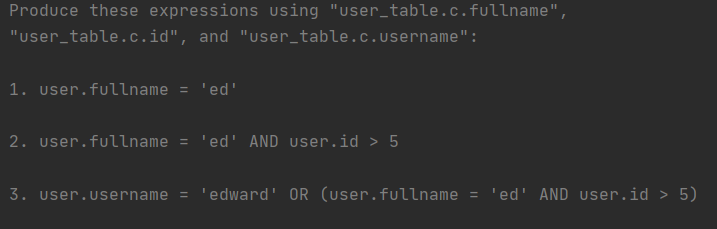 Produce these expressions using "user_table.c.fullname",
"user_table.c.id", and "user_table.c.username":
1. user.fullname = 'ed'
2. user.fullname = 'ed' AND user.id > 5
3. user.username = 'edward' OR (user.fullname = 'ed' AND user.id > 5)